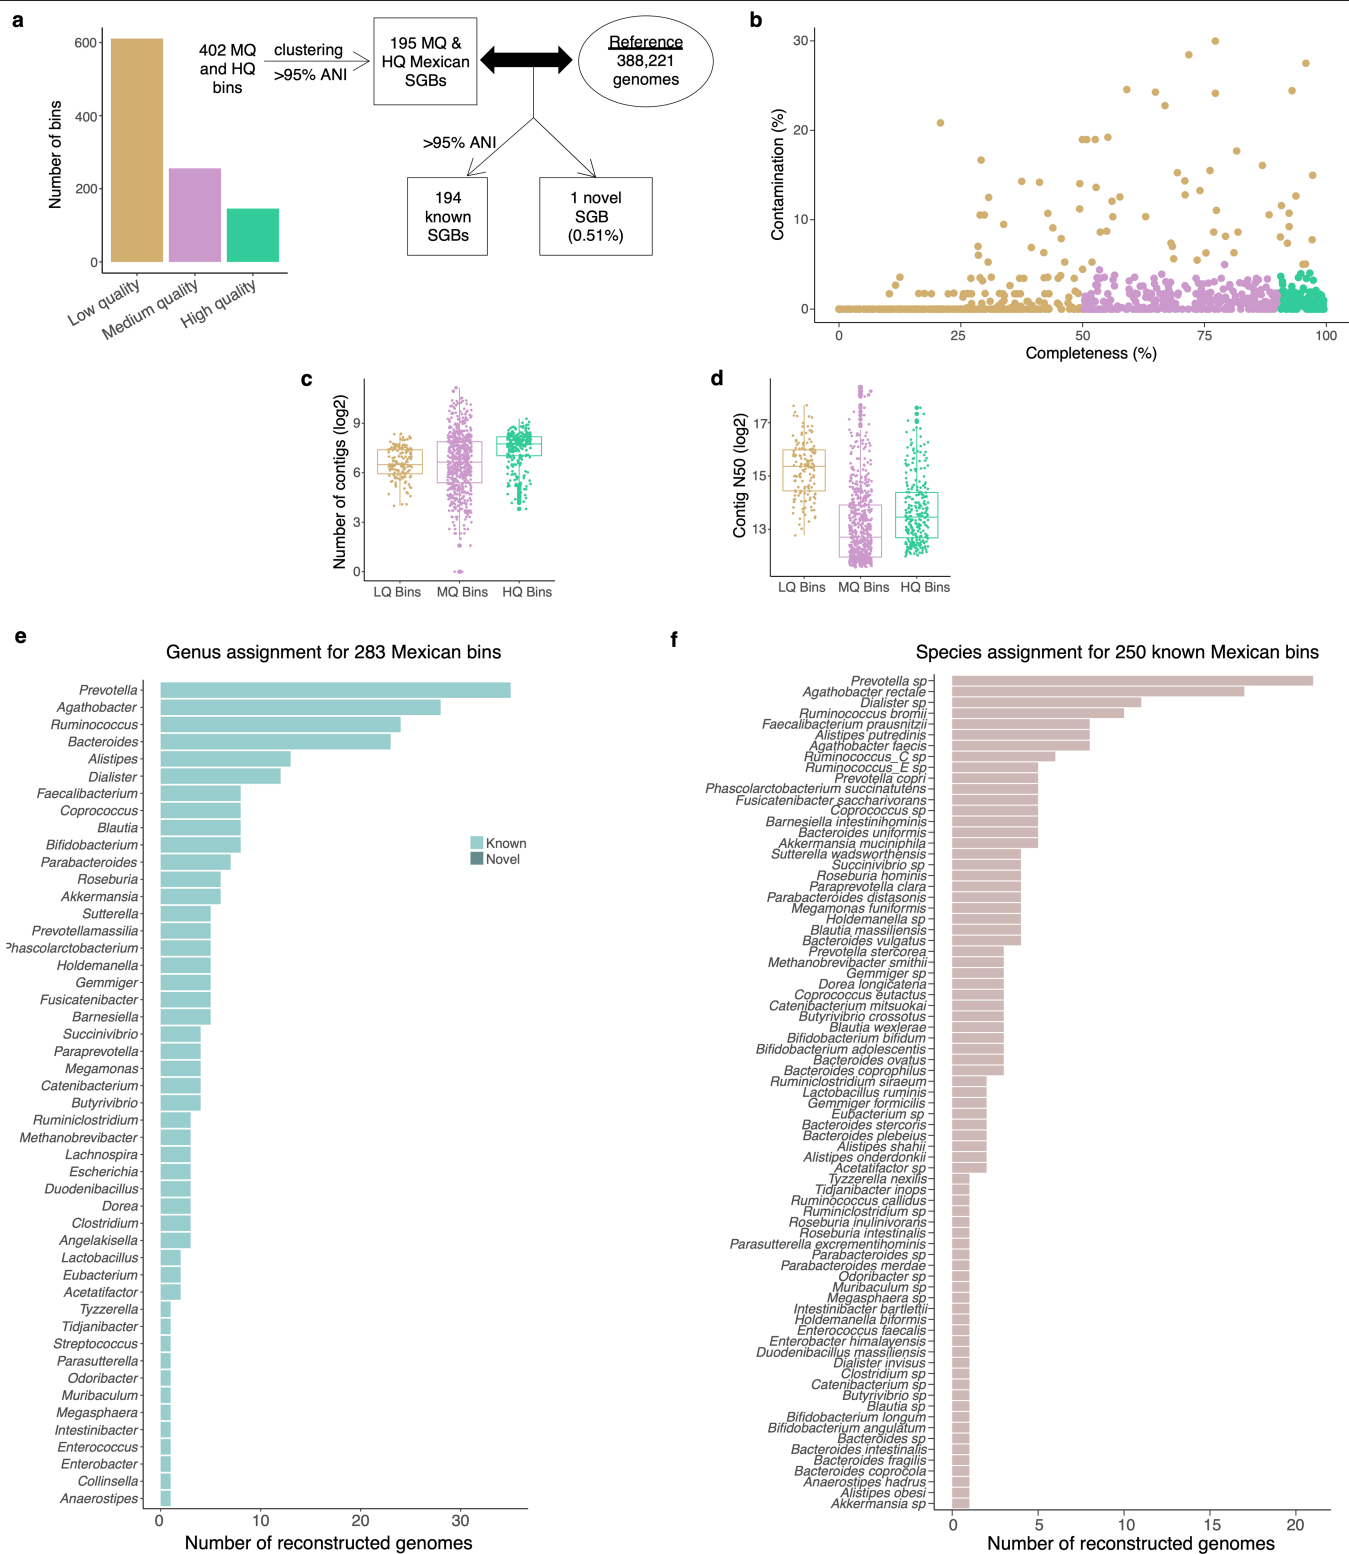 a
Number of bins
600
400
200
0
Low quality
Medium quality
High quality
402 MQ
and HQ
bins
clustering
>95% ANI
195 MQ &
HQ Mexican
SGBs
Reference
388,221
genomes
>95% ANI
194
known
SGBs
1 novel
SGB
(0.51%)
b
Contamination (%)
30
20
10
0
0
25
50
75
100
Completeness (%)
c
Number of contigs (log2)
9
6
3
0
LQ Bins
MQ Bins
HQ Bins
d
Contig N50 (log2)
17
15
13
LQ Bins
MQ Bins
HQ Bins
e
Genus assignment for 283 Mexican bins
Prevotella
Agathobacter
Ruminococcus
Bacteroides
Alistipes
Dialister
Faecalibacterium
Coprococcus
Blautia
Bifidobacterium
Parabacteroides
Roseburia
Akkermansia
Sutterella
Prevotellamassilia
Phascolarctobacterium
Holdemanella
Gemmiger
Fusicatenibacter
Barnesiella
Succinivibrio
Paraprevotella
Megamonas
Catenibacterium
Butyrivibrio
Ruminiclostridium
Methanobrevibacter
Lachnospira
Escherichia
Duodenibacillus
Dorea
Clostridium
Angelakisella
Lactobacillus
Eubacterium
Acetatifactor
Tyzzerella
Tidjanibacter
Streptococcus
Parasutterella
Odoribacter
Muribaculum
Megasphaera
Intestinibacter
Enterococcus
Enterobacter
Collinsella
Anaerostipes
Known
Novel
0
10
20
30
Number of reconstructed genomes
f
Species assignment for 250 known Mexican bins
Prevotella sp
Agathobacter rectale
Dialister sp
Ruminococcus bromii
Faecalibacterium prausnitzii
Alistipes putredinis
Agathobacter faecis
Ruminococcus_C sp
Ruminococcus_E sp
Prevotella copri
Phascolarctobacterium succinatutens
Fusicatenibacter saccharivorans
Coprococcus sp
Barnesiella intestinihominis
Bacteroides uniformis
Akkermansia muciniphila
Sutterella wadsworthensis
Succinivibrio sp
Roseburia hominis
Paraprevotella clara
Parabacteroides distasonis
Megamonas funiformis
Holdemanella sp
Blautia massiliensis
Bacteroides vulgatus
Prevotella stercorea
Methanobrevibacter smithii
Gemmiger sp
Dorea longicatena
Coprococcus eutactus
Catenibacterium mitsuokai
Butyrivibrio crossotus
Blautia wexlerae
Bifidobacterium bifidum
Bifidobacterium adolescentis
Bacteroides ovatus
Bacteroides coprophilus
Ruminiclostridium siraeum
Lactobacillus ruminis
Gemmiger formicilis
Eubacterium sp
Bacteroides stercoris
Bacteroides plebeius
Alistipes shahii
Alistipes onderdonkii
Acetatifactor sp
Tyzzerella nexilis
Tidjanibacter inops
Ruminococcus callidus
Ruminiclostridium sp
Roseburia inulinivorans
Roseburia intestinalis
Parasutterella excrementihominis
Parabacteroides sp
Parabacteroides merdae
Odoribacter sp
Muribaculum sp
Megasphaera sp
Intestinibacter bartlettii
Holdemanella biformis
Enterococcus faecalis
Enterobacter himalayensis
Duodenibacillus massiliensis
Dialister invisus
Clostridium sp
Catenibacterium sp
Butyrivibrio sp
Blautia sp
Bifidobacterium longum
Bifidobacterium angulatum
Bacteroides sp
Bacteroides intestinalis
Bacteroides fragilis
Bacteroides coprocola
Anaerostipes hadrus
Alistipes obesi
Akkermansia sp
0
5
10
15
20
Number of reconstructed genomes